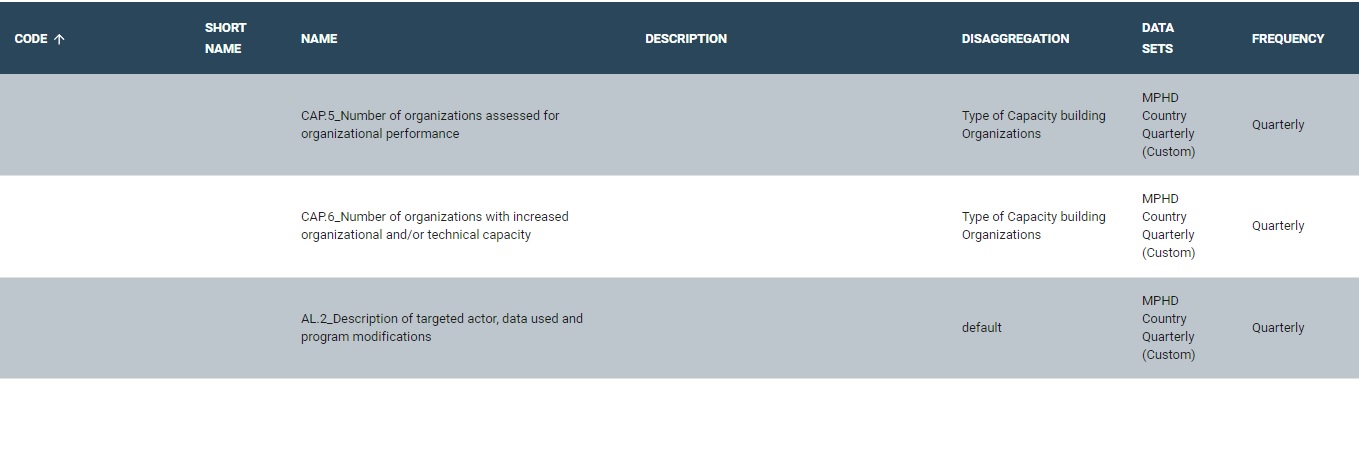 CODE ↑
SHORT
NAME
NAME
DESCRIPTION
DISAGGREGATION
DATA
SETS
FREQUENCY
CAP.5_Number of organizations assessed for
organizational performance
Type of Capacity building
Organizations
MPHD
Country
Quarterly
(Custom)
Quarterly
CAP.6_Number of organizations with increased
organizational and/or technical capacity
Type of Capacity building
Organizations
MPHD
Country
Quarterly
(Custom)
Quarterly
AL.2_Description of targeted actor, data used and
program modifications
default
MPHD
Country
Quarterly
(Custom)
Quarterly